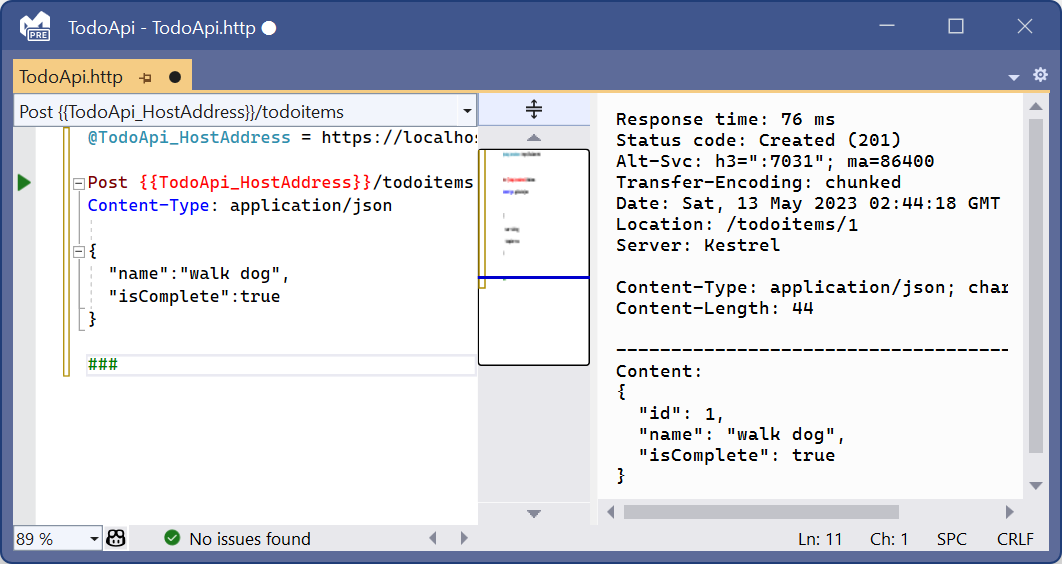 PRE
TodoApi - TodoApi.http
TodoApi.http
Post {{TodoApi_HostAddress}}/todoitems
@TodoApi_HostAddress = https://localhos
Post {{TodoApi_HostAddress}}/todoitems
Content-Type: application/json
{
"name":"walk dog",
"isComplete":true
}
###
Response time: 76 ms
Status code: Created (201)
Alt-Svc: h3=":7031"; ma=86400
Transfer-Encoding: chunked
Date: Sat, 13 May 2023 02:44:18 GMT
Location: /todoitems/1
Server: Kestrel
Content-Type: application/json; char
Content-Length: 44
------------------------------------
Content:
{
"id": 1,
"name": "walk dog",
"isComplete": true
}
89 %
No issues found
Ln: 11
Ch: 1
SPC
CRLF